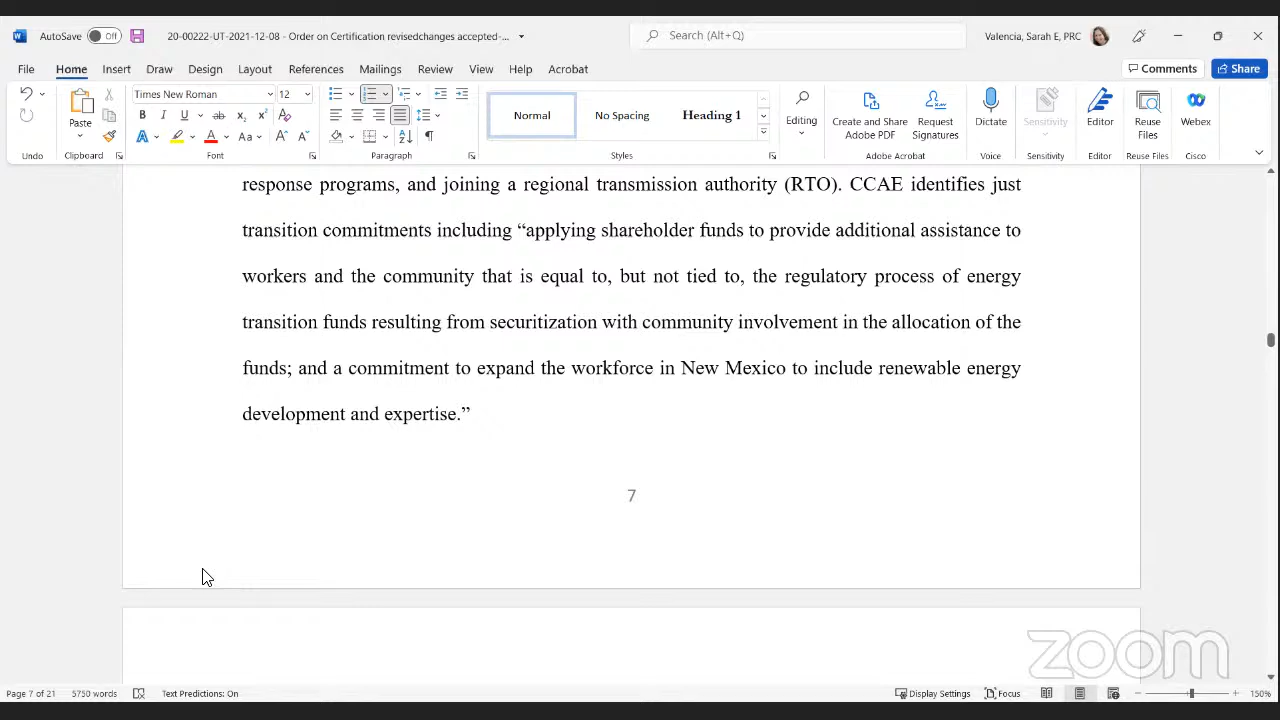 AutoSave Off 20-00222-UT-2021-12-08 - Order on Certification revisedchanges accepted-... Search (Alt+Q) Valencia, Sarah E, PRC
File Home Insert Draw Design Layout References Mailings Review View Help Acrobat Comments Share
Times New Roman 12
Paste
Normal No Spacing Heading 1
Editing
Create and Share Adobe PDF
Request Signatures
Dictate
Sensitivity
Editor
Reuse Files
Webex
Undo Clipboard Font Paragraph Styles Adobe Acrobat Voice Sensitivity Editor Reuse Files Cisco
response programs, and joining a regional transmission authority (RTO). CCAE identifies just
transition commitments including “applying shareholder funds to provide additional assistance to
workers and the community that is equal to, but not tied to, the regulatory process of energy
transition funds resulting from securitization with community involvement in the allocation of the
funds; and a commitment to expand the workforce in New Mexico to include renewable energy
development and expertise.”
7
zoom
Page 7 of 21 5750 words Text Predictions: On Display Settings Focus 150%